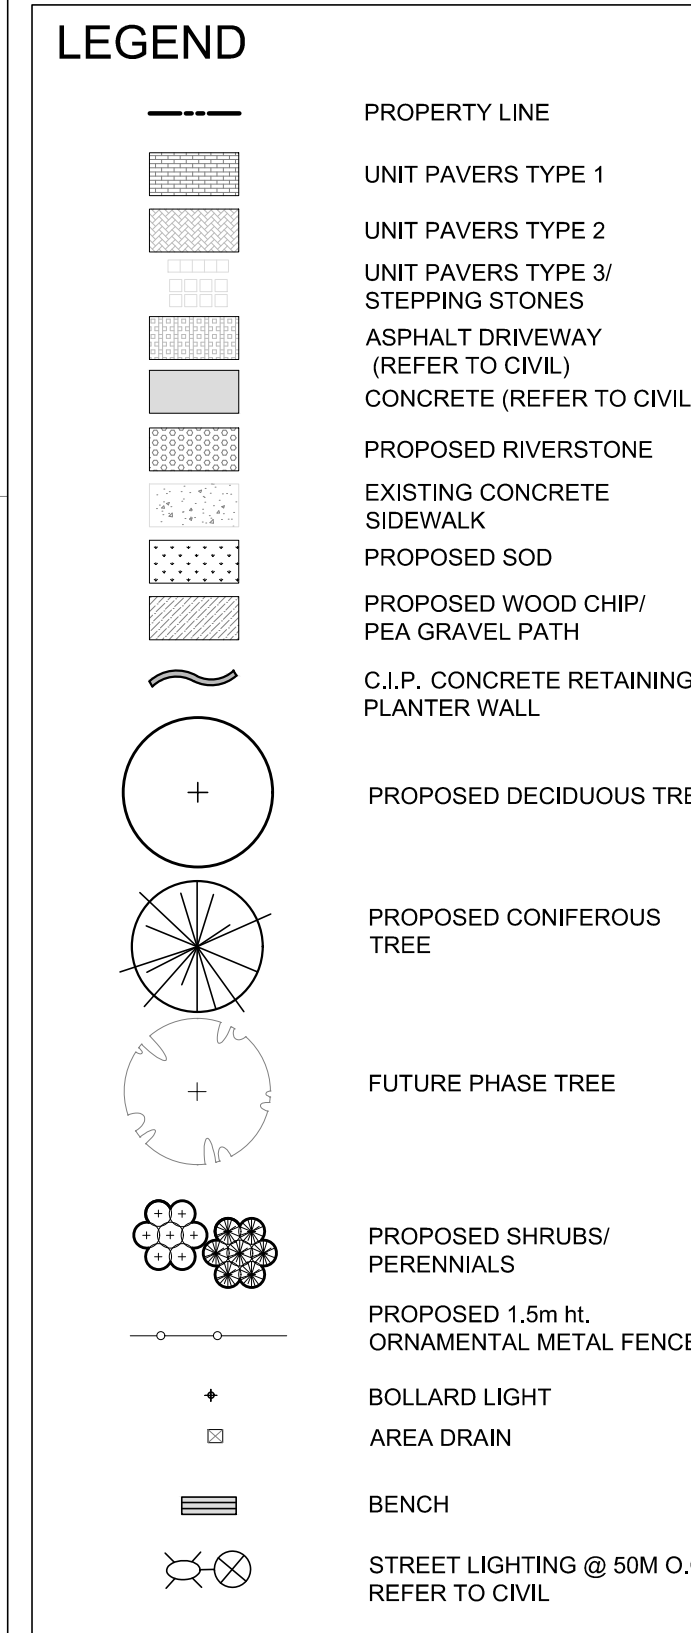 LEGEND
PROPERTY LINE
UNIT PAVERS TYPE 1
UNIT PAVERS TYPE 2
UNIT PAVERS TYPE 3/
STEPPING STONES
ASPHALT DRIVEWAY
(REFER TO CIVIL)
CONCRETE (REFER TO CIVIL
PROPOSED RIVERSTONE
EXISTING CONCRETE
SIDEWALK
PROPOSED SOD
PROPOSED WOOD CHIP/
PEA GRAVEL PATH
C.I.P. CONCRETE RETAINING
PLANTER WALL
PROPOSED DECIDUOUS
PROPOSED CONIFEROUS
TREE
FUTURE PHASE TREE
PROPOSED SHRUBS/
PERENNIALS
PROPOSED 1.5m ht.
ORNAMENTAL METAL FENCE
BOLLARD LIGHT
AREA DRAIN
BENCH
STREET LIGHTING @ 50M
REFER TO CIVIL